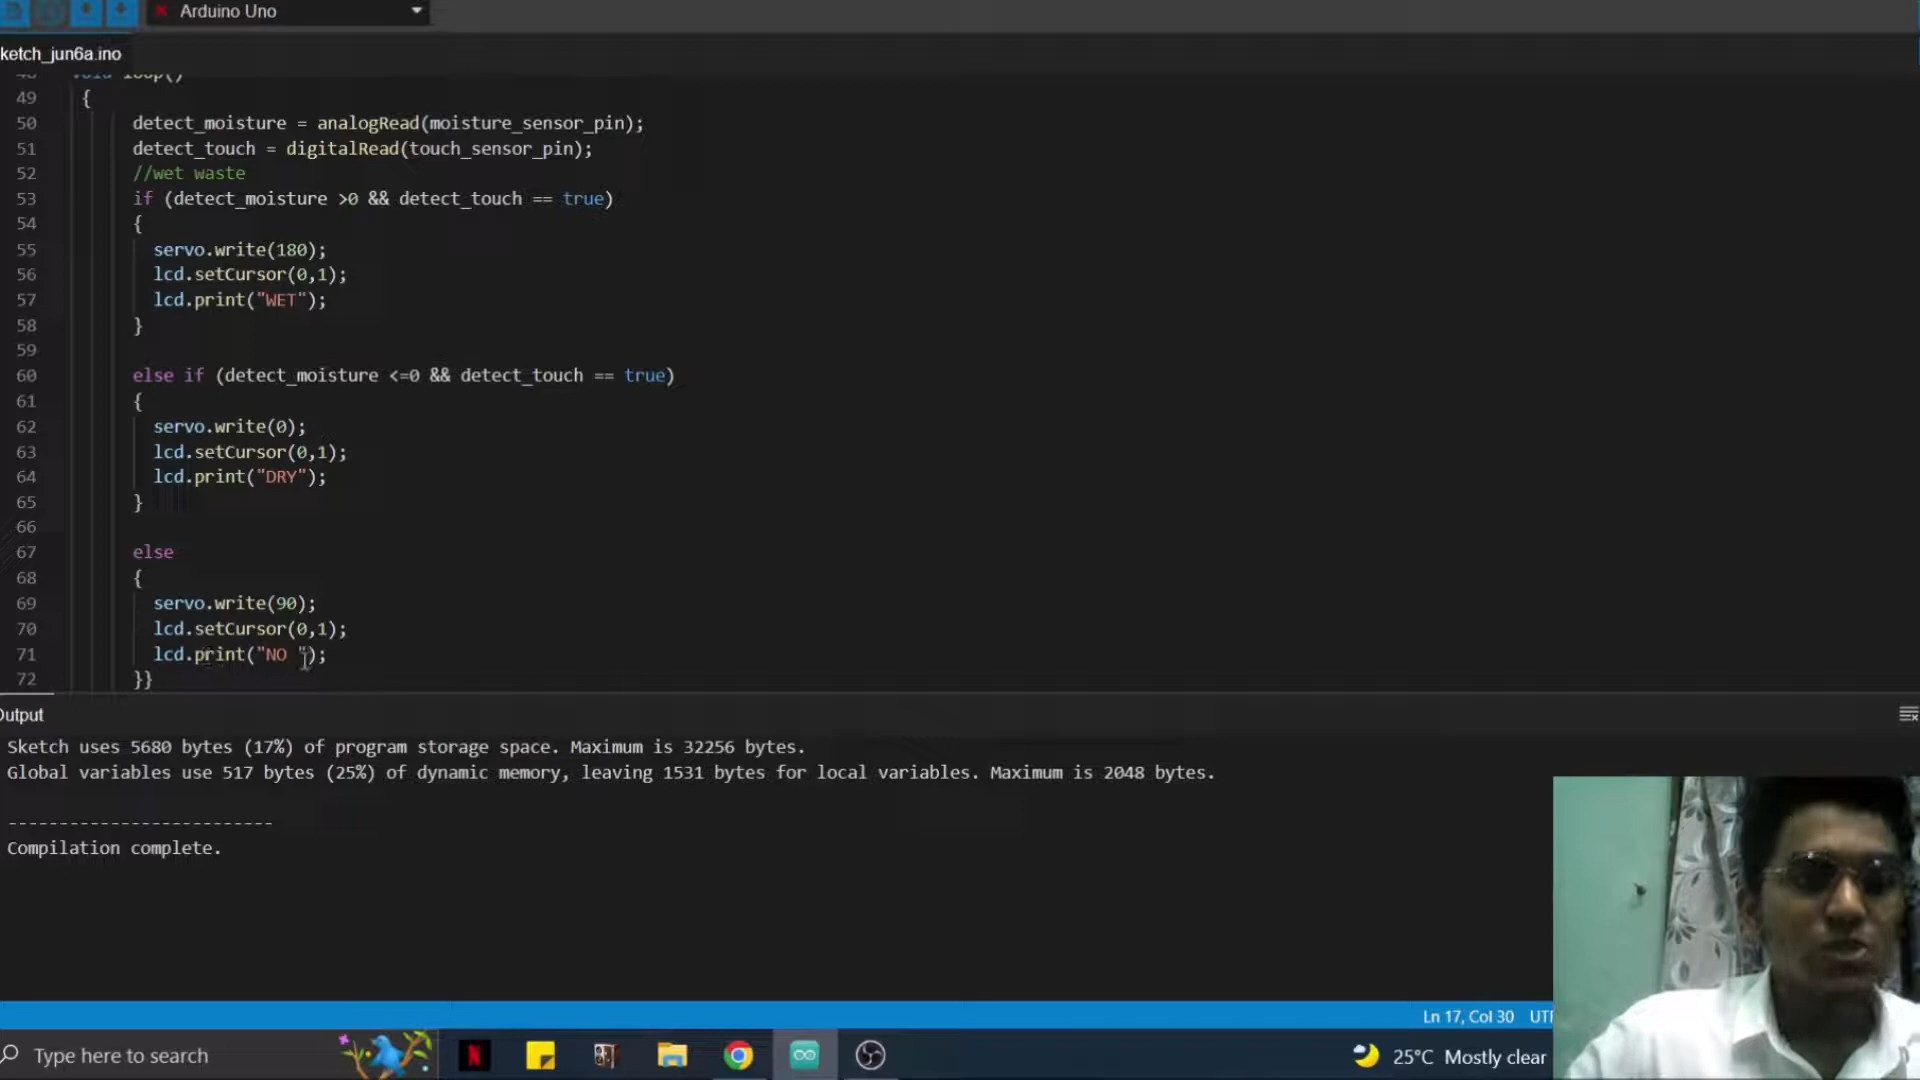 Arduino Uno
ketch_jun6a.ino
48 void loop()
49 {
50 detect_moisture = analogRead(moisture_sensor_pin);
51 detect_touch = digitalRead(touch_sensor_pin);
52 //wet waste
53 if (detect_moisture >0 && detect_touch == true)
54 {
55 servo.write(180);
56 lcd.setCursor(0,1);
57 lcd.print("WET");
58 }
59
60 else if (detect_moisture <=0 && detect_touch == true)
61 {
62 servo.write(0);
63 lcd.setCursor(0,1);
64 lcd.print("DRY");
65 }
66
67 else
68 {
69 servo.write(90);
70 lcd.setCursor(0,1);
71 lcd.print("NO ");
72 }}
Output
Sketch uses 5680 bytes (17%) of program storage space. Maximum is 32256 bytes.
Global variables use 517 bytes (25%) of dynamic memory, leaving 1531 bytes for local variables. Maximum is 2048 bytes.
--------------------------
Compilation complete.
Ln 17, Col 30 UTF
Type here to search
N
25°C Mostly clear